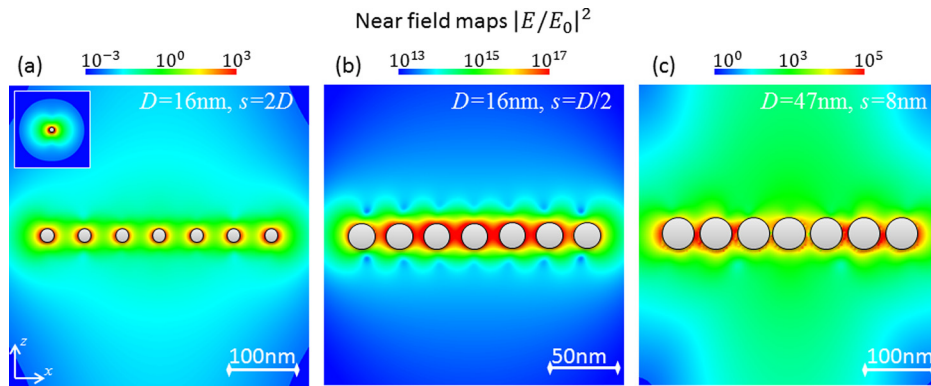 Near field maps |E/E₀|²
(a) 10⁻³ 10⁰ 10³
D=16nm, s=2D
z
x
100nm
(b) 10¹³ 10¹⁵ 10¹⁷
D=16nm, s=D/2
50nm
(c) 10⁰ 10³ 10⁵
D=47nm, s=8nm
100nm